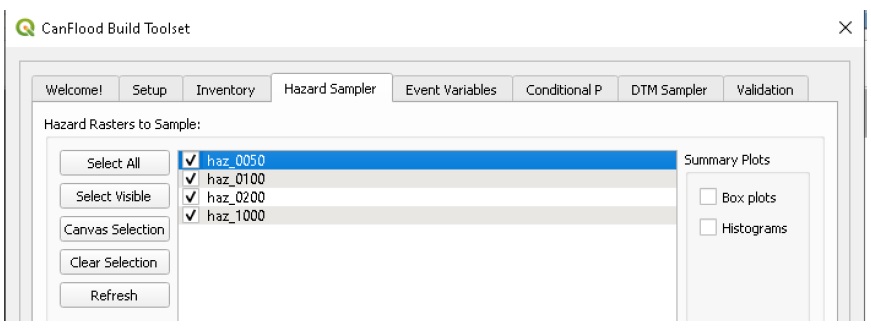 CanFlood Build Toolset
Welcome! Setup Inventory Hazard Sampler Event Variables Conditional P DTM Sampler Validation
Hazard Rasters to Sample:
Select All
Select Visible
Canvas Selection
Clear Selection
Refresh
haz_0050
haz_0100
haz_0200
haz_1000
Summary Plots
Box plots
Histograms